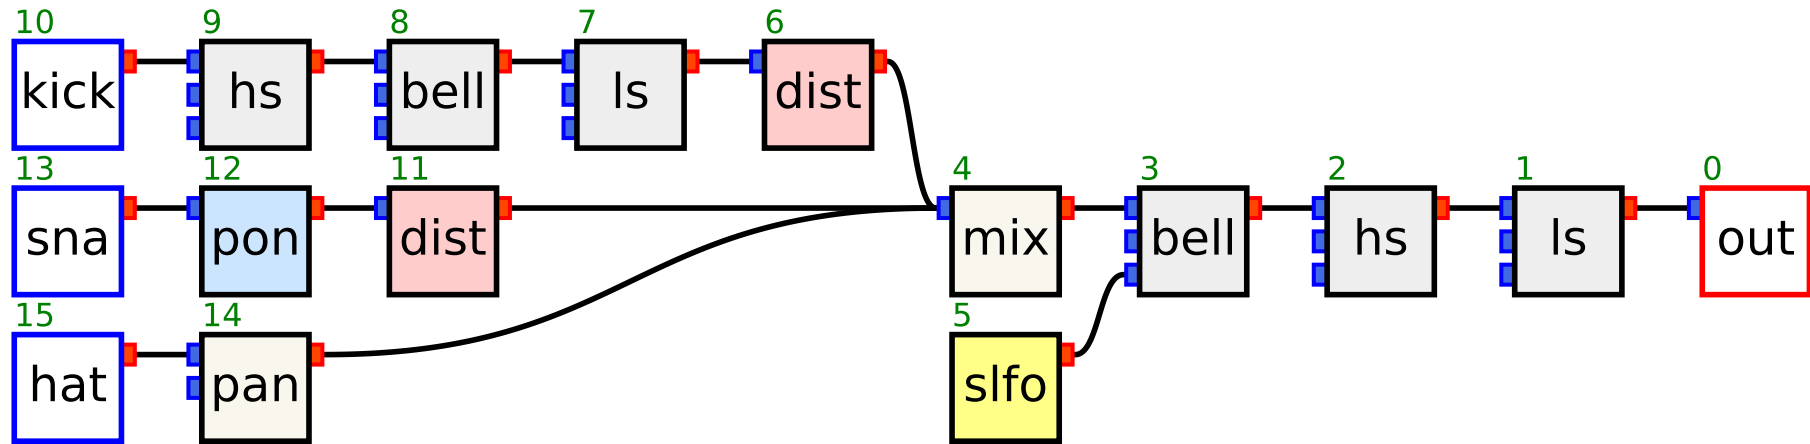 10 9 8 7 6
kick hs bell ls dist
13 12 11 4 3 2 1 0
sna pon dist mix bell hs ls out
15 14 5
hat pan slfo